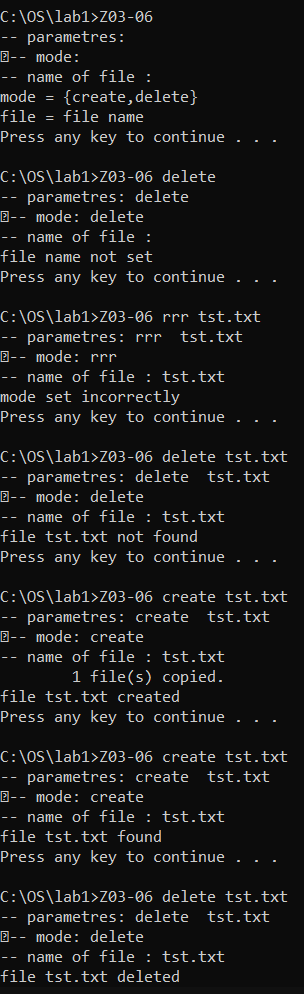 C:\OS\lab1>Z03-06
-- parametres:
⍰-- mode:
-- name of file :
mode = {create,delete}
file = file name
Press any key to continue . . .
C:\OS\lab1>Z03-06 delete
-- parametres: delete
⍰-- mode: delete
-- name of file :
file name not set
Press any key to continue . . .
C:\OS\lab1>Z03-06 rrr tst.txt
-- parametres: rrr  tst.txt
⍰-- mode: rrr
-- name of file : tst.txt
mode set incorrectly
Press any key to continue . . .
C:\OS\lab1>Z03-06 delete tst.txt
-- parametres: delete  tst.txt
⍰-- mode: delete
-- name of file : tst.txt
file tst.txt not found
Press any key to continue . . .
C:\OS\lab1>Z03-06 create tst.txt
-- parametres: create  tst.txt
⍰-- mode: create
-- name of file : tst.txt
        1 file(s) copied.
file tst.txt created
Press any key to continue . . .
C:\OS\lab1>Z03-06 create tst.txt
-- parametres: create  tst.txt
⍰-- mode: create
-- name of file : tst.txt
file tst.txt found
Press any key to continue . . .
C:\OS\lab1>Z03-06 delete tst.txt
-- parametres: delete  tst.txt
⍰-- mode: delete
-- name of file : tst.txt
file tst.txt deleted